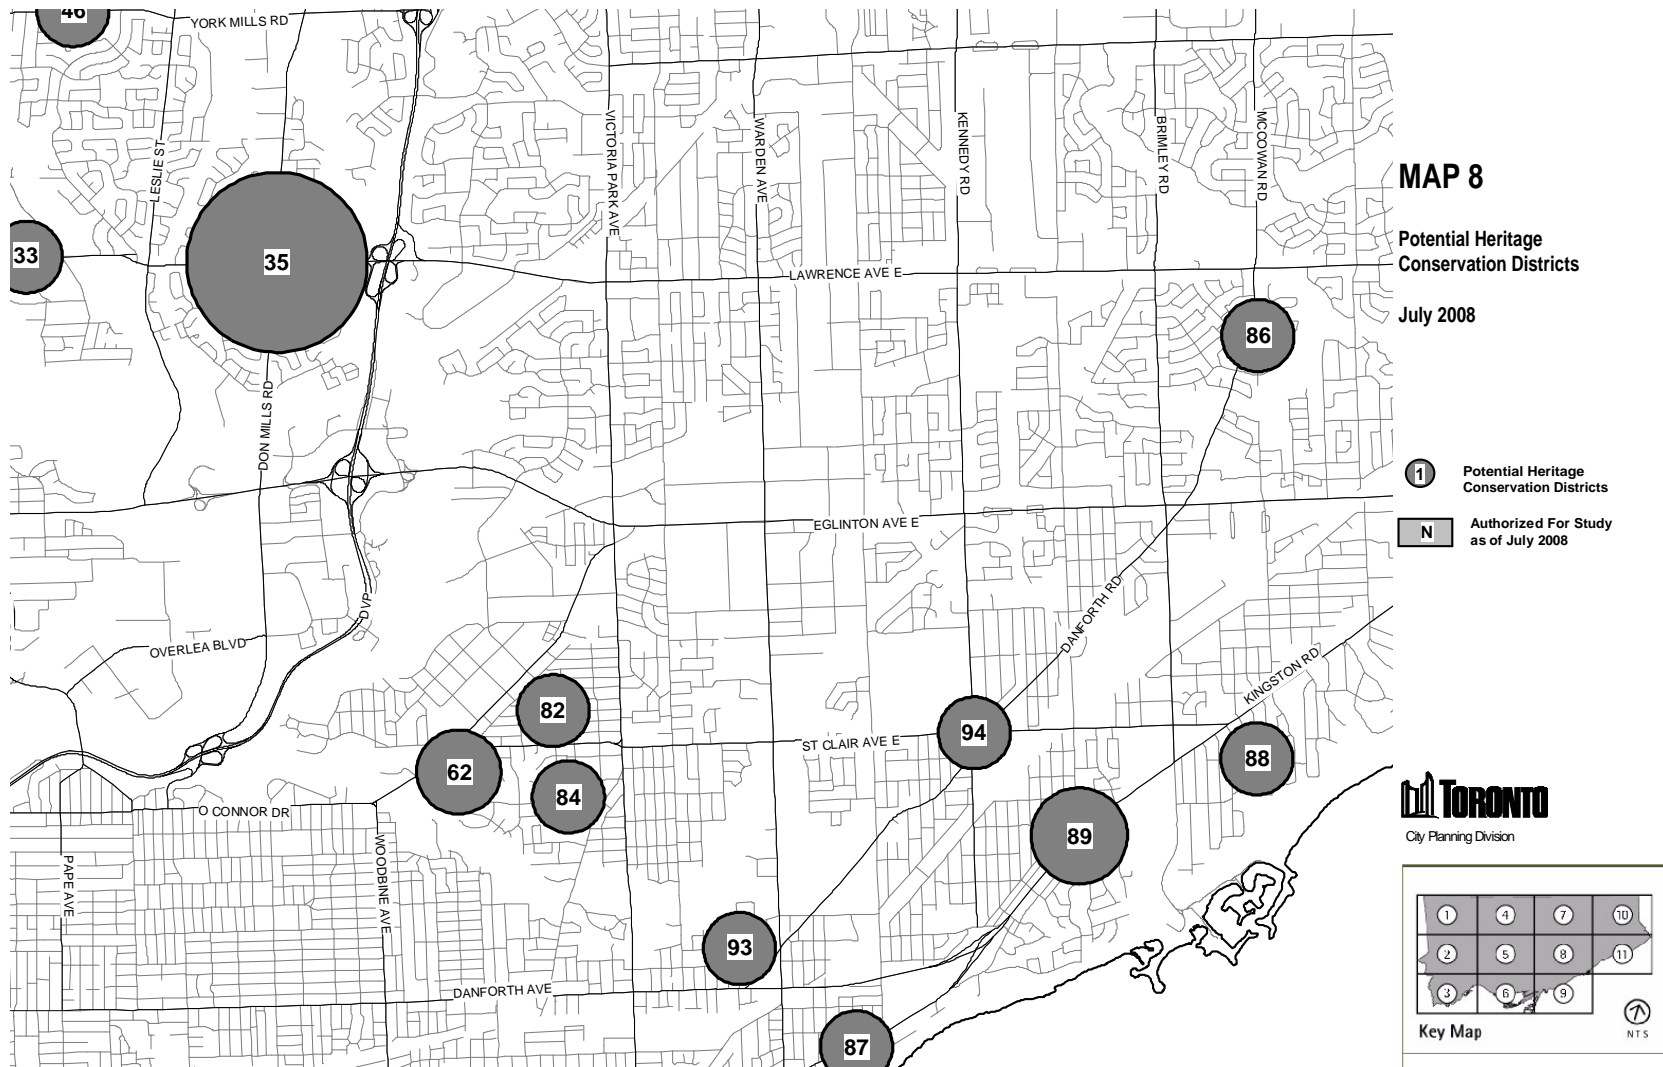 46
YORK MILLS RD
LESLIE ST
VICTORIA PARK AVE
WARDEN AVE
KENNEDY RD
BRIMLEY RD
MCCOWAN RD
33
35
LAWRENCE AVE E
86
DON MILLS RD
EGLINTON AVE E
DVP
DANFORTH RD
OVERLEA BLVD
KINGSTON RD
82
94
ST CLAIR AVE E
62
88
84
O CONNOR DR
89
PAPE AVE
WOODBINE AVE
93
DANFORTH AVE
87
MAP 8
Potential Heritage
Conservation Districts
July 2008
1
Potential Heritage
Conservation Districts
N
Authorized For Study
as of July 2008
TORONTO
City Planning Division
1 4 7 10
2 5 8 11
3 6 9
Key Map
NTS